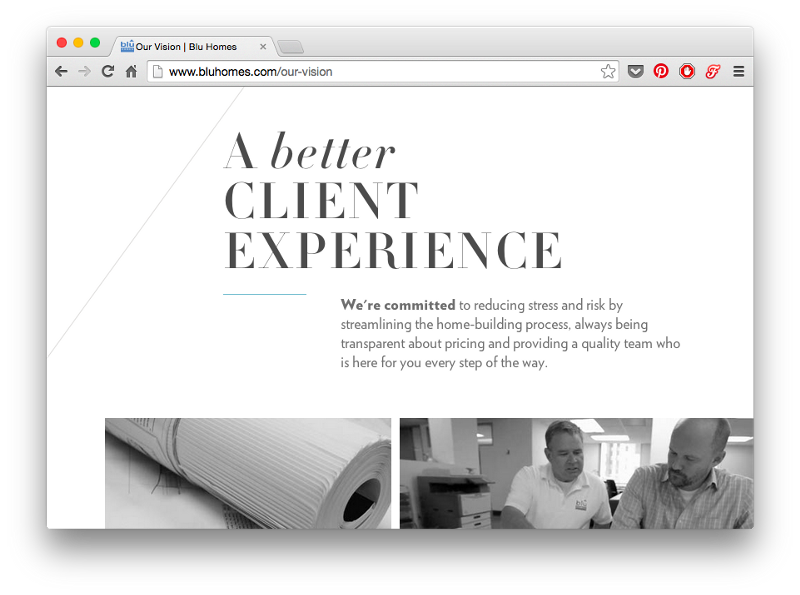 blu Our Vision | Blu Homes
www.bluhomes.com/our-vision
A better
CLIENT
EXPERIENCE
We're committed to reducing stress and risk by
streamlining the home-building process, always being
transparent about pricing and providing a quality team who
is here for you every step of the way.
blu